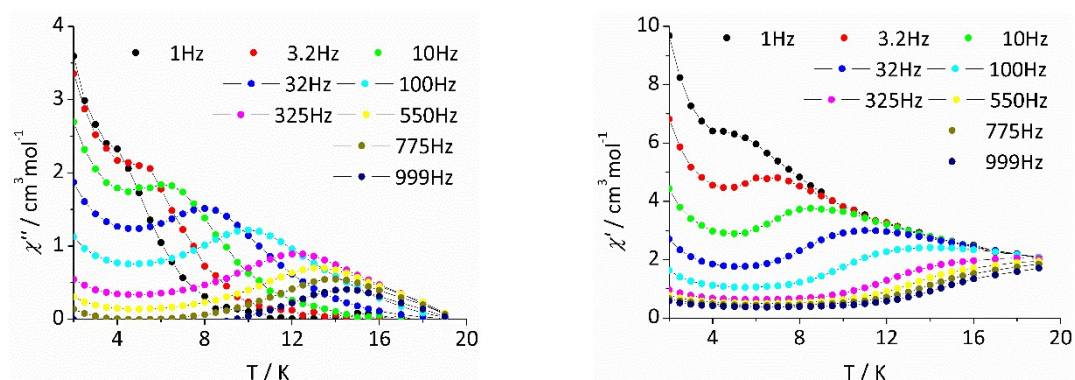 4
3
2
1
0
χ'' / cm³ mol⁻¹
1Hz 3.2Hz 10Hz
32Hz 100Hz
325Hz 550Hz
775Hz
999Hz
4 8 12 16 20
T / K
10
8
6
4
2
0
χ' / cm³ mol⁻¹
1Hz 3.2Hz 10Hz
32Hz 100Hz
325Hz 550Hz
775Hz
999Hz
4 8 12 16 20
T / K